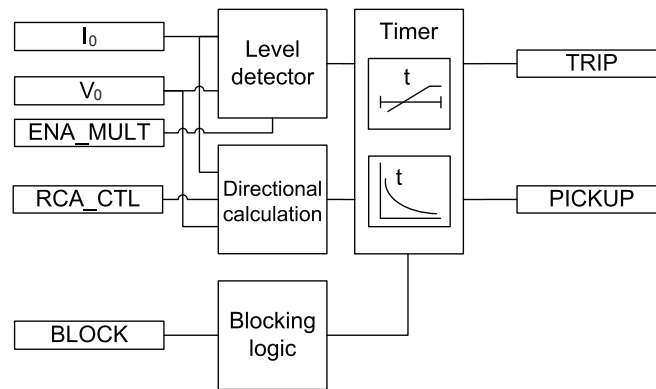 I₀
Level
detector
Timer
t
TRIP
V₀
ENA_MULT
RCA_CTL
Directional
calculation
t
PICKUP
BLOCK
Blocking
logic